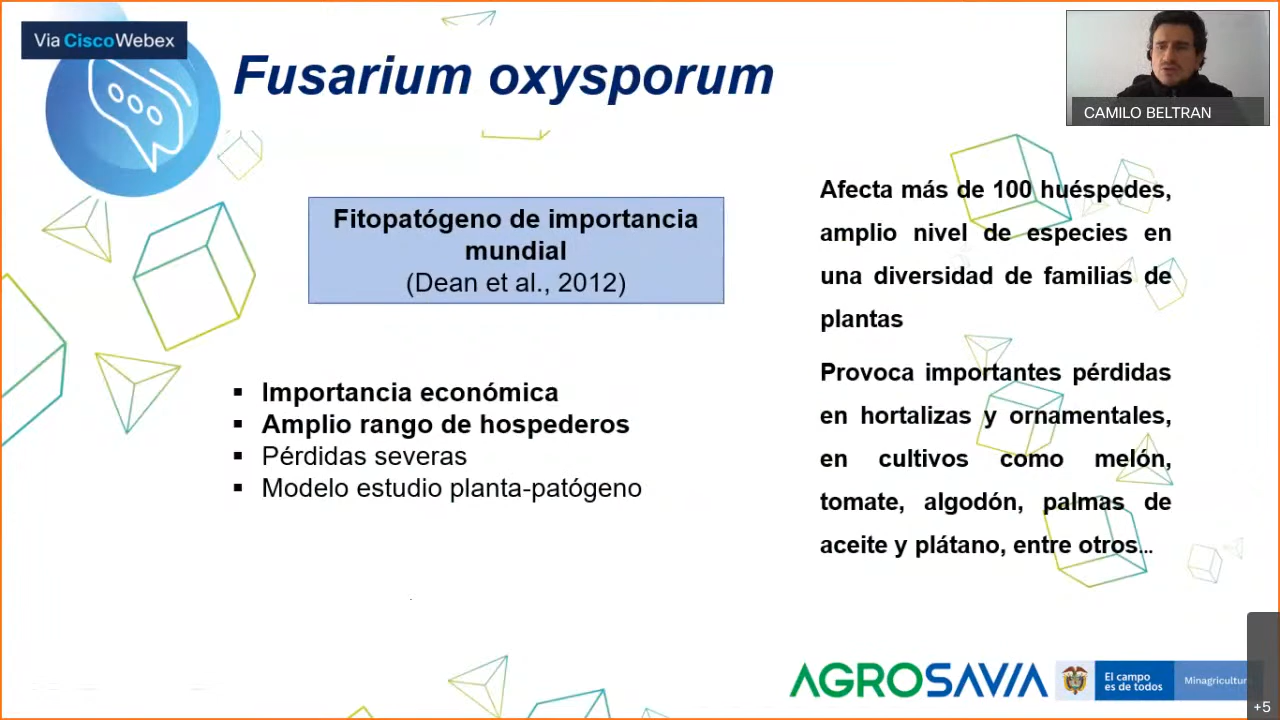 Via Cisco Webex
Fusarium oxysporum
CAMILO BELTRAN
Fitopatógeno de importancia
mundial
(Dean et al., 2012)
▪ Importancia económica
▪ Amplio rango de hospederos
▪ Pérdidas severas
▪ Modelo estudio planta-patógeno
Afecta más de 100 huéspedes,
amplio nivel de especies en
una diversidad de familias de
plantas
Provoca importantes pérdidas
en hortalizas y ornamentales,
en cultivos como melón,
tomate, algodón, palmas de
aceite y plátano, entre otros...
AGROSAVIA
El campo
es de todos
Minagricultur
+5